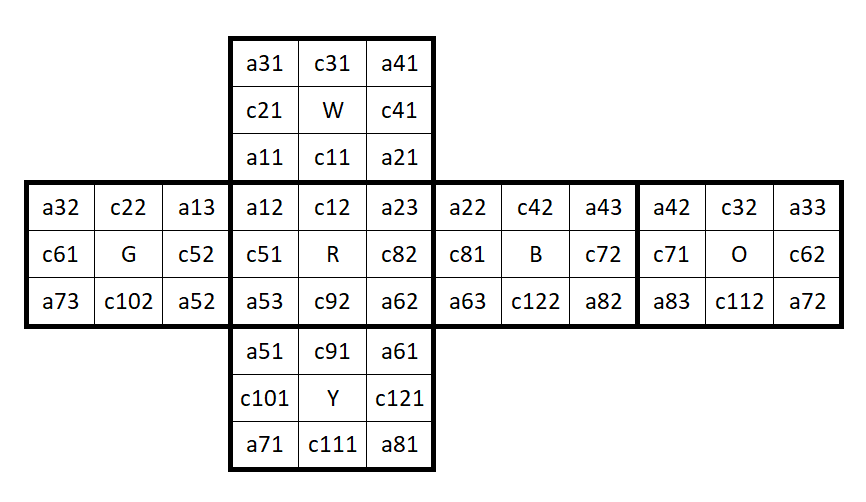 a31 c31 a41
c21 W c41
a11 c11 a21
a32 c22 a13 a12 c12 a23 a22 c42 a43 a42 c32 a33
c61 G c52 c51 R c82 c81 B c72 c71 O c62
a73 c102 a52 a53 c92 a62 a63 c122 a82 a83 c112 a72
a51 c91 a61
c101 Y c121
a71 c111 a81